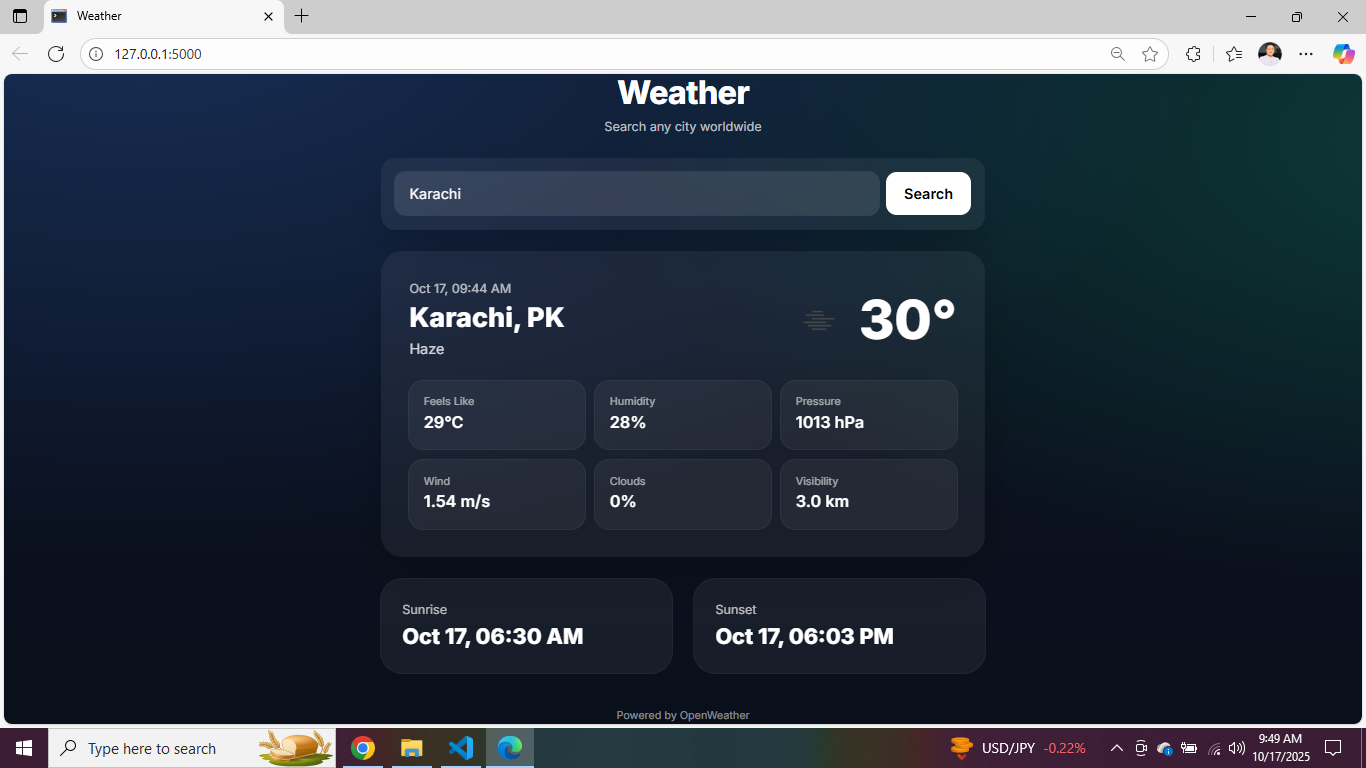 Weather
127.0.0.1:5000
Weather
Search any city worldwide
Karachi
Search
Oct 17, 09:44 AM
Karachi, PK
30°
Haze
Feels Like
29°C
Humidity
28%
Pressure
1013 hPa
Wind
1.54 m/s
Clouds
0%
Visibility
3.0 km
Sunrise
Oct 17, 06:30 AM
Sunset
Oct 17, 06:03 PM
Powered by OpenWeather
Type here to search
USD/JPY -0.22%
9:49 AM
10/17/2025